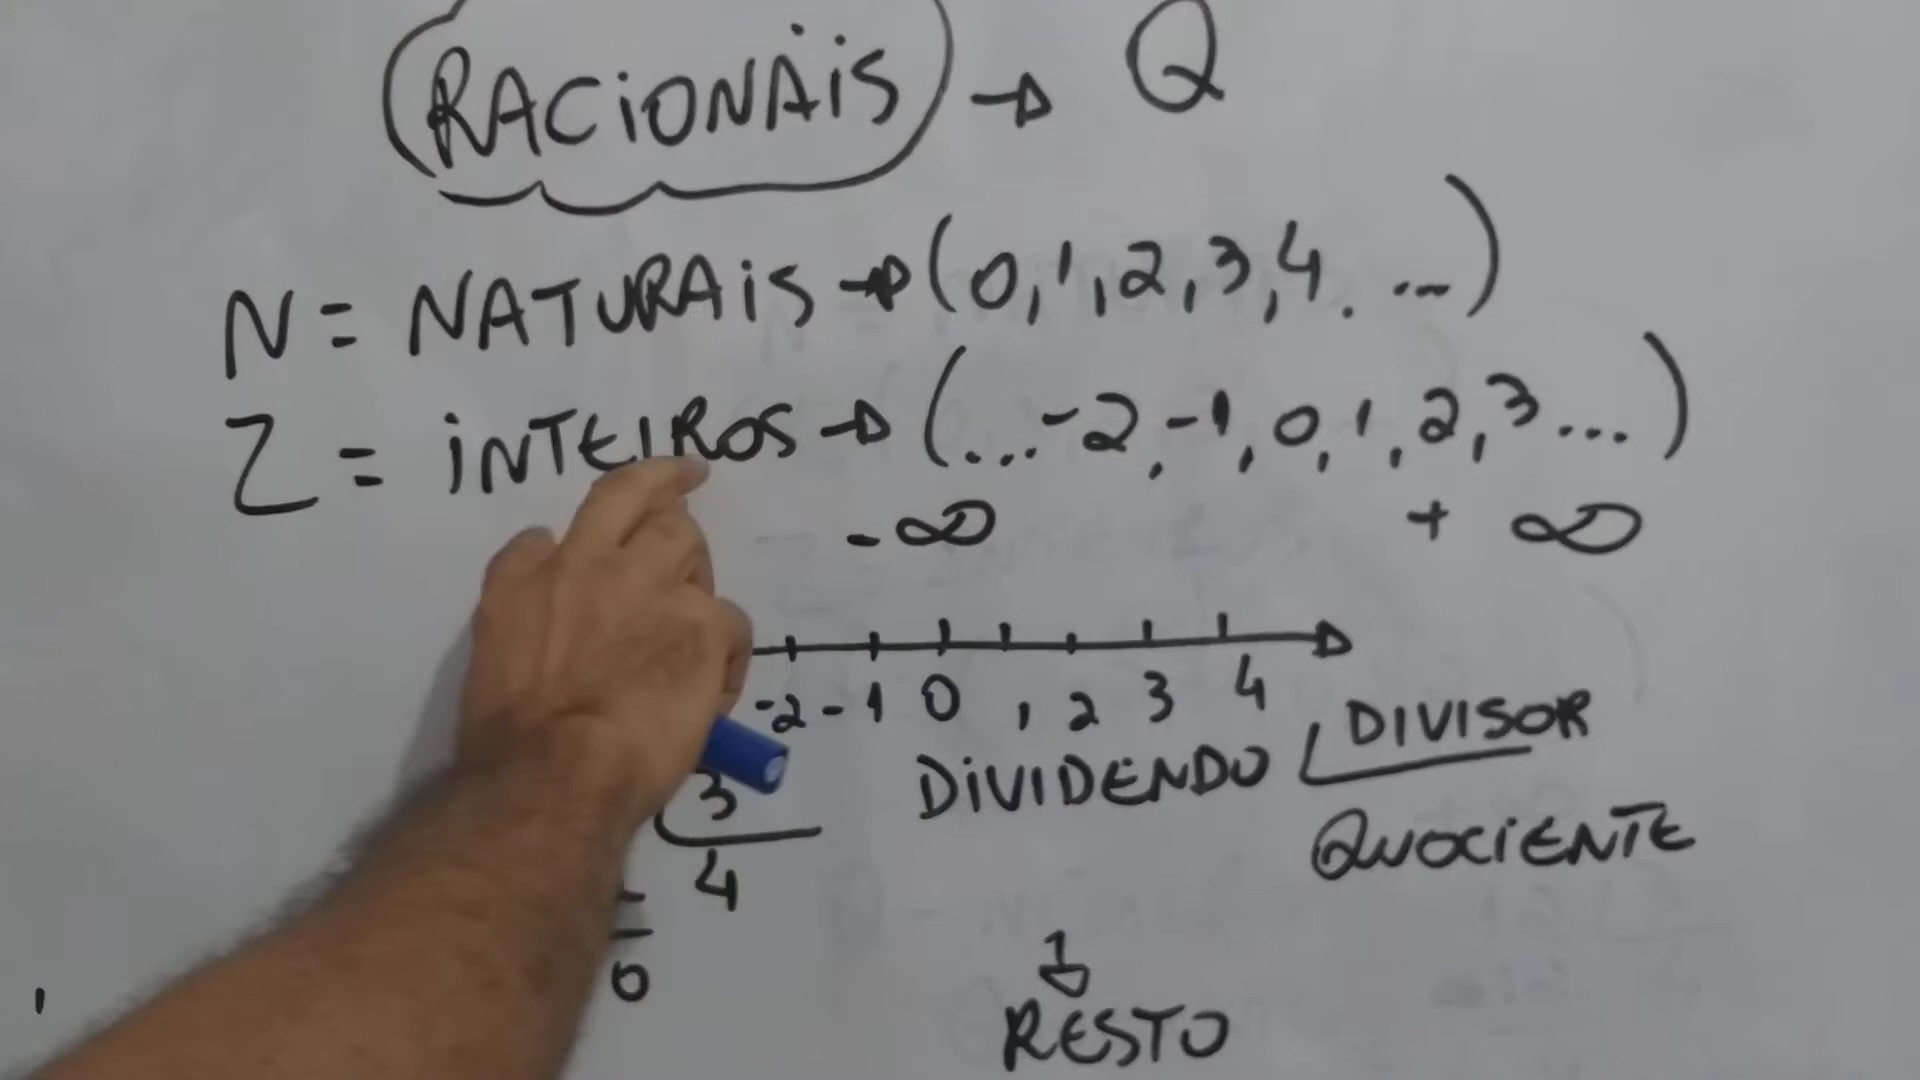 RACIONAIS → Q
N = NATURAIS → (0, 1, 2, 3, 4. ...)
Z = INTEIROS → (... -2, -1, 0, 1, 2, 3 ...)
- ∞ + ∞
-2 -1 0 1 2 3 4
DIVIDENDO DIVISOR
3
QUOCIENTE
4
0
RESTO